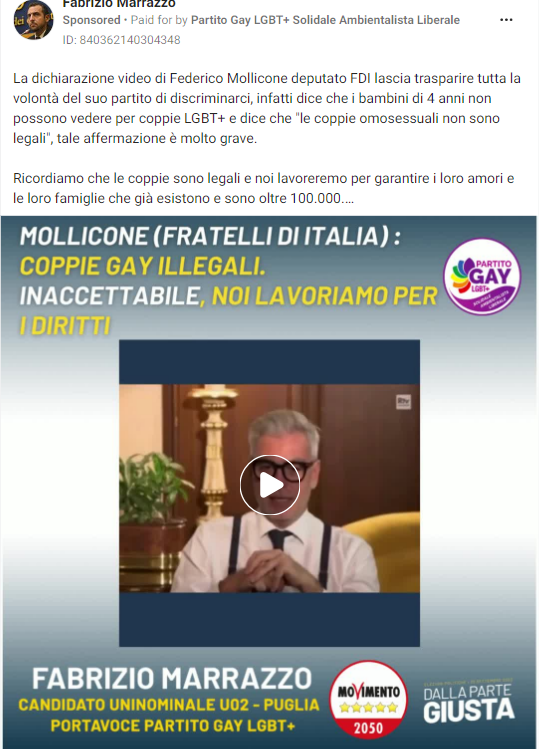 Fabrizio Marrazzo
Sponsored • Paid for by Partito Gay LGBT+ Solidale Ambientalista Liberale
ID: 840362140304348
La dichiarazione video di Federico Mollicone deputato FDI lascia trasparire tutta la
volontà del suo partito di discriminarci, infatti dice che i bambini di 4 anni non
possono vedere per coppie LGBT+ e dice che "le coppie omosessuali non sono
legali", tale affermazione è molto grave.
Ricordiamo che le coppie sono legali e noi lavoreremo per garantire i loro amori e
le loro famiglie che già esistono e sono oltre 100.000....
MOLLICONE (FRATELLI DI ITALIA) :
COPPIE GAY ILLEGALI.
INACCETTABILE, NOI LAVORIAMO PER
I DIRITTI
PARTITO
GAY
LGBT+
SOLIDALE
AMBIENTALISTA
LIBERALE
FABRIZIO MARRAZZO
CANDIDATO UNINOMINALE U02 - PUGLIA
PORTAVOCE PARTITO GAY LGBT+
MOVIMENTO
2050
DALLA PARTE
GIUSTA